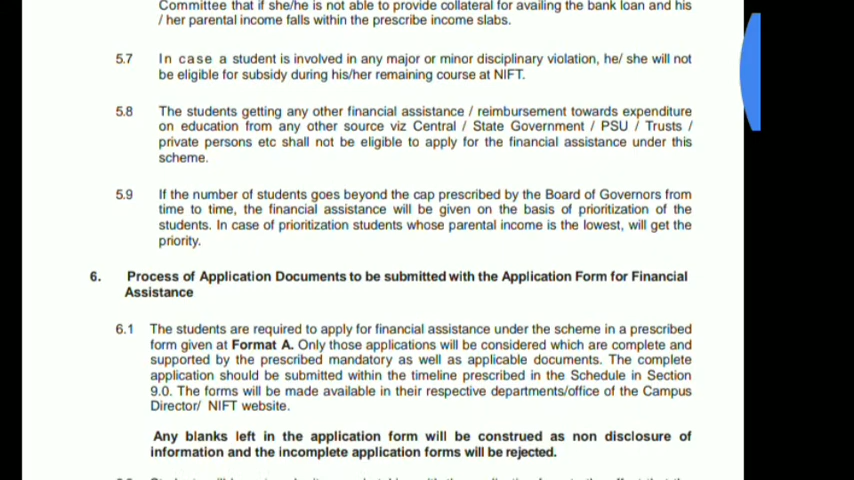 Committee that if she/he is not able to provide collateral for availing the bank loan and his
/ her parental income falls within the prescribe income slabs.
5.7 In case a student is involved in any major or minor disciplinary violation, he/ she will not
be eligible for subsidy during his/her remaining course at NIFT.
5.8 The students getting any other financial assistance / reimbursement towards expenditure
on education from any other source viz Central / State Government / PSU / Trusts /
private persons etc shall not be eligible to apply for the financial assistance under this
scheme.
5.9 If the number of students goes beyond the cap prescribed by the Board of Governors from
time to time, the financial assistance will be given on the basis of prioritization of the
students. In case of prioritization students whose parental income is the lowest, will get the
priority.
6. Process of Application Documents to be submitted with the Application Form for Financial
Assistance
6.1 The students are required to apply for financial assistance under the scheme in a prescribed
form given at Format A. Only those applications will be considered which are complete and
supported by the prescribed mandatory as well as applicable documents. The complete
application should be submitted within the timeline prescribed in the Schedule in Section
9.0. The forms will be made available in their respective departments/office of the Campus
Director/ NIFT website.
Any blanks left in the application form will be construed as non disclosure of
information and the incomplete application forms will be rejected.